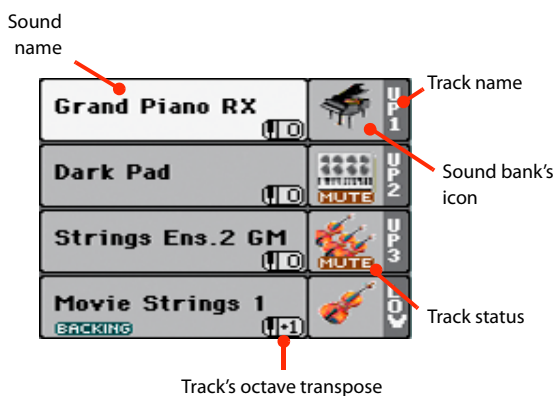 Sound
name
Grand Piano RX
0
UP1
Track name
Dark Pad
0
MUTE
UP2
Sound bank's
icon
Strings Ens.2 GM
0
MUTE
UP3
Movie Strings 1
BACKING
+1
LOW
Track status
Track's octave transpose